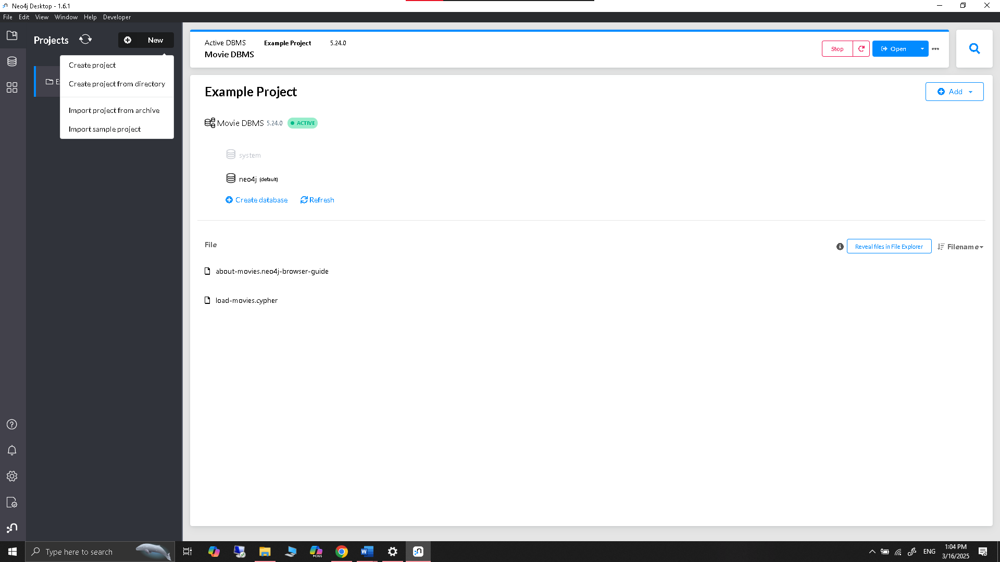 Neo4j Desktop - 1.6.1
File Edit View Window Help Developer
Projects
New
Create project
Create project from directory
Import project from archive
Import sample project
Active DBMS Example Project 5.24.0
Movie DBMS
Stop
Open
Example Project
Add
Movie DBMS 5.24.0 ACTIVE
system
neo4j (default)
Create database Refresh
File
Reveal files in File Explorer Filename
about-movies.neo4j-browser-guide
load-movies.cypher
Type here to search
M365
ENG
1:04 PM
3/16/2025